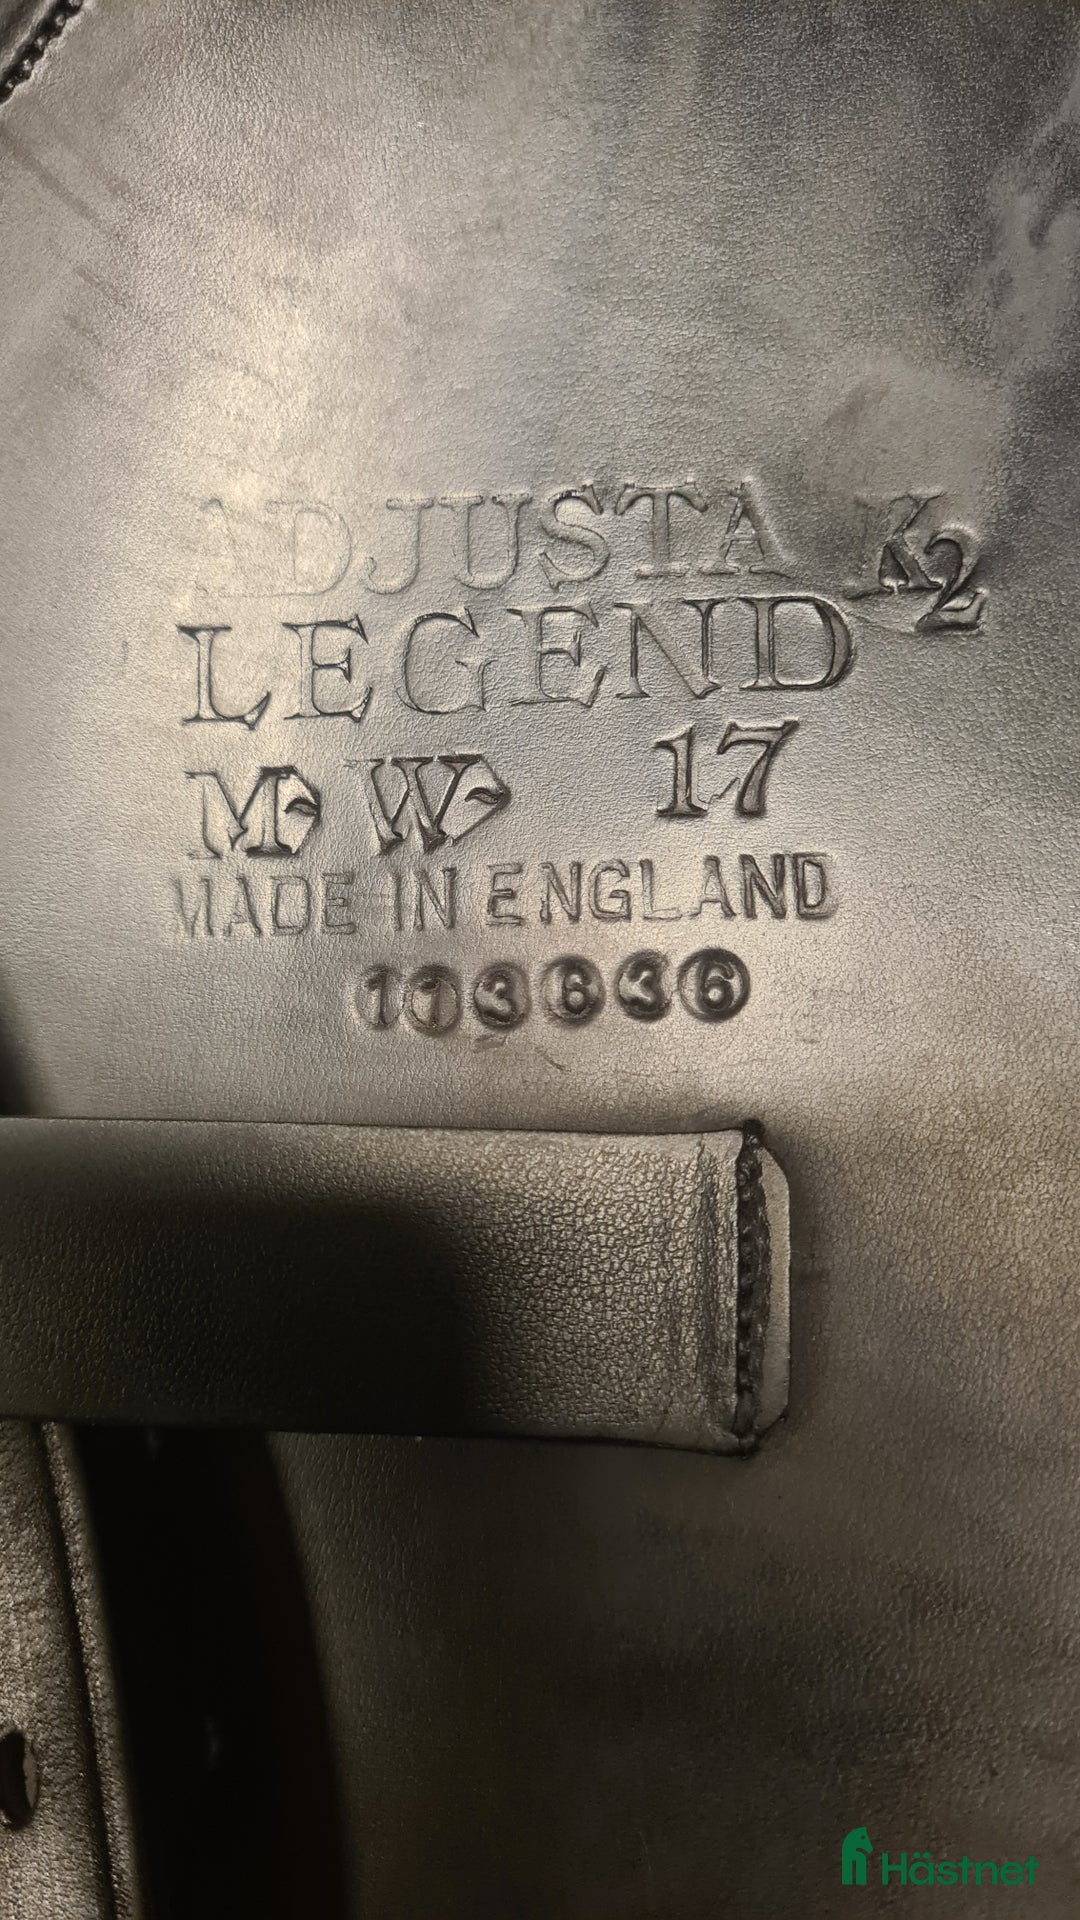 ADJUSTA K2
LEGEND
M> W> 17
MADE IN ENGLAND
113636
Hästnet